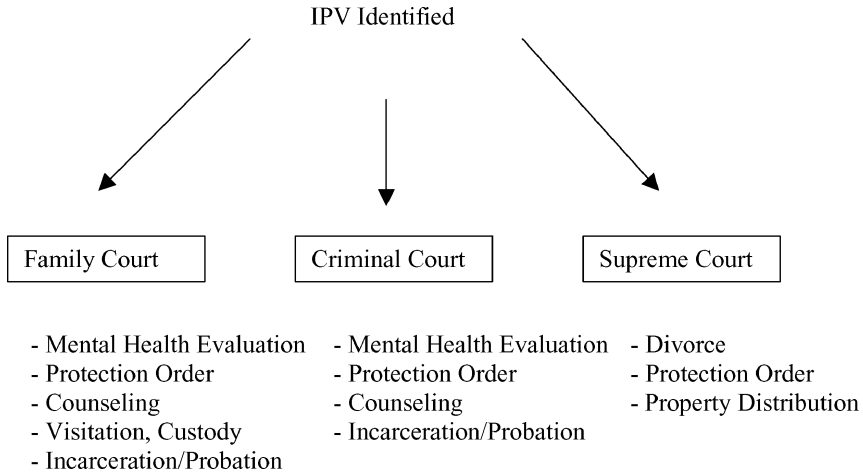 IPV Identified
Family Court
Criminal Court
Supreme Court
- Mental Health Evaluation
- Protection Order
- Counseling
- Visitation, Custody
- Incarceration/Probation
- Mental Health Evaluation
- Protection Order
- Counseling
- Incarceration/Probation
- Divorce
- Protection Order
- Property Distribution